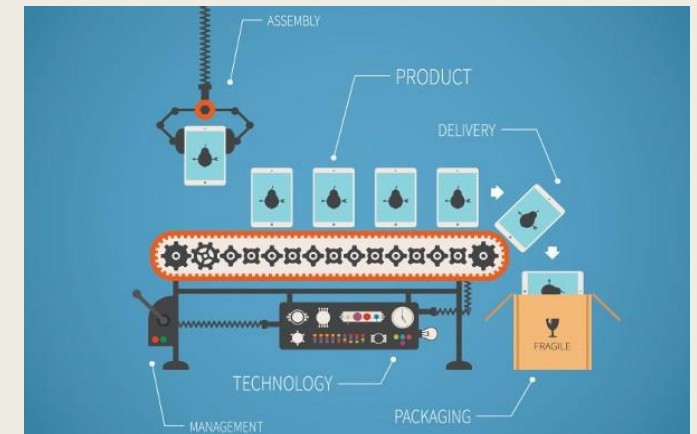 ASSEMBLY
PRODUCT
DELIVERY
FRAGILE
TECHNOLOGY
PACKAGING
MANAGEMENT